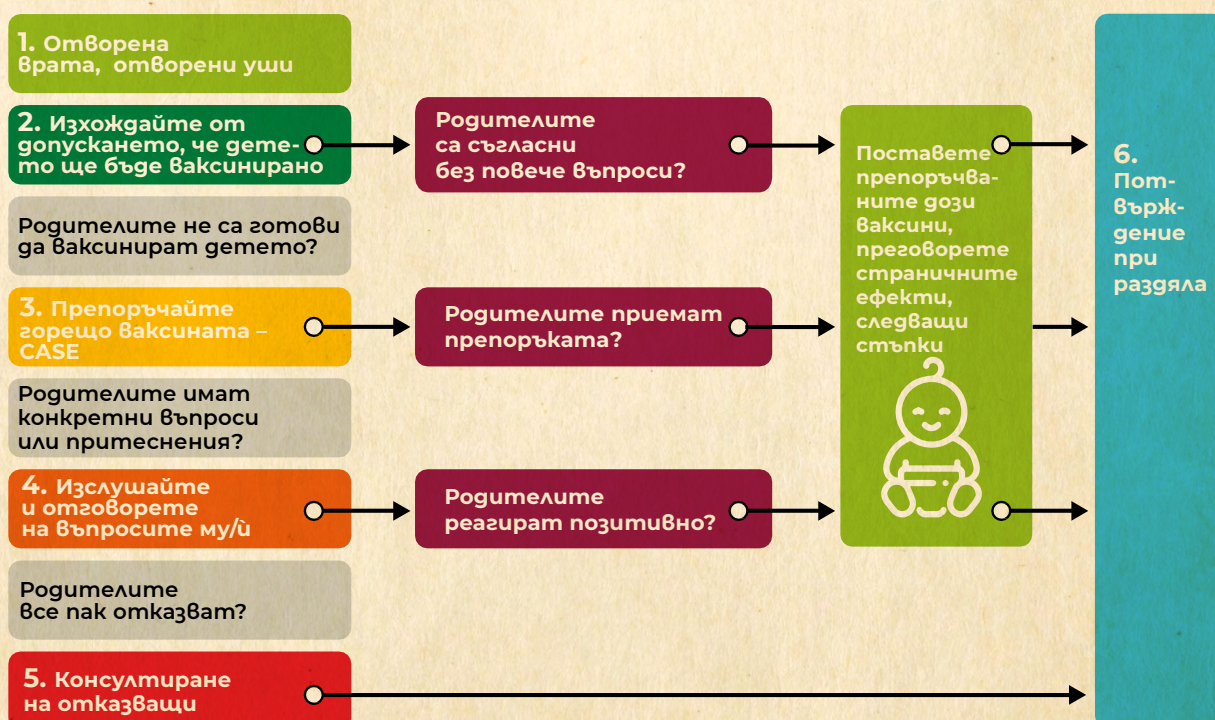 1. Отворена
врата, отворени уши
2. Изхождайте от
допускането, че дете-
то ще бъде ваксинирано
Родителите
са съгласни
без повече въпроси?
Поставете
препоръчва-
ните дози
ваксини,
преговорете
страничните
ефекти,
следващи
стъпки
6.
Пот-
върж-
дение
при
раздяла
Родителите не са готови
да ваксинират детето?
3. Препоръчайте
горещо ваксината –
CASE
Родителите приемат
препоръката?
Родителите имат
конкретни въпроси
или притеснения?
4. Изслушайте
и отговорете
на въпросите му/ѝ
Родителите
реагират позитивно?
Родителите
все пак отказват?
5. Консултиране
на отказващи